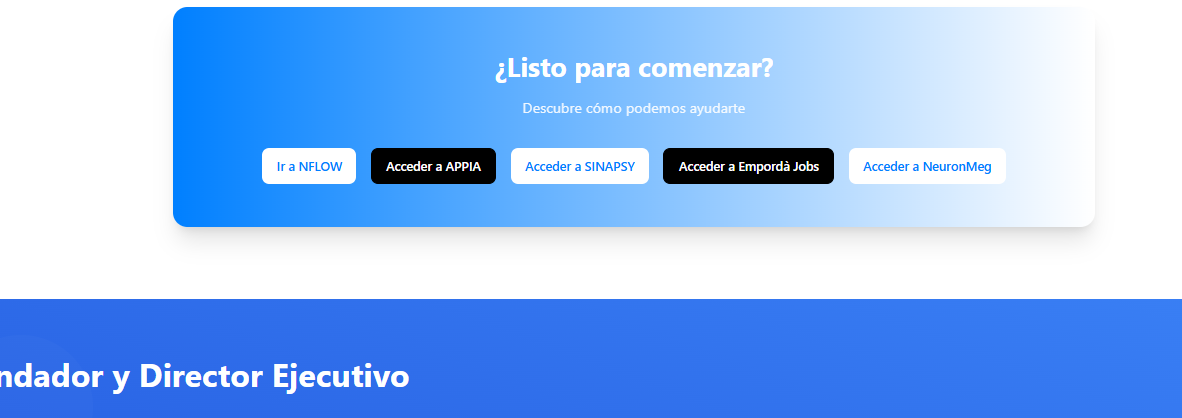 ¿Listo para comenzar?
Descubre cómo podemos ayudarte
Ir a NFLOW Acceder a APPIA Acceder a SINAPSY Acceder a Empordà Jobs Acceder a NeuronMeg
ndador y Director Ejecutivo